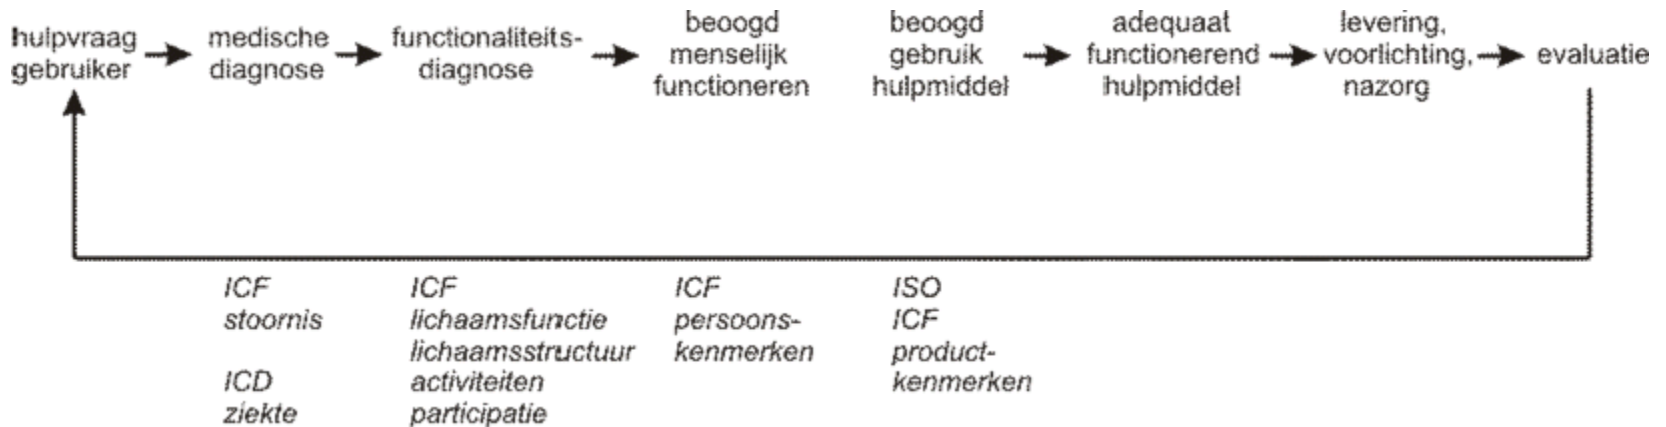 hulpvraag
gebruiker
medische
diagnose
functionaliteits-
diagnose
beoogd
menselijk
functioneren
beoogd
gebruik
hulpmiddel
adequaat
functionerend
hulpmiddel
levering,
voorlichting,
nazorg
evaluatie
ICF
stoornis
ICD
ziekte
ICF
lichaamsfunctie
lichaamsstructuur
activiteiten
participatie
ICF
persoons-
kenmerken
ISO
ICF
product-
kenmerken